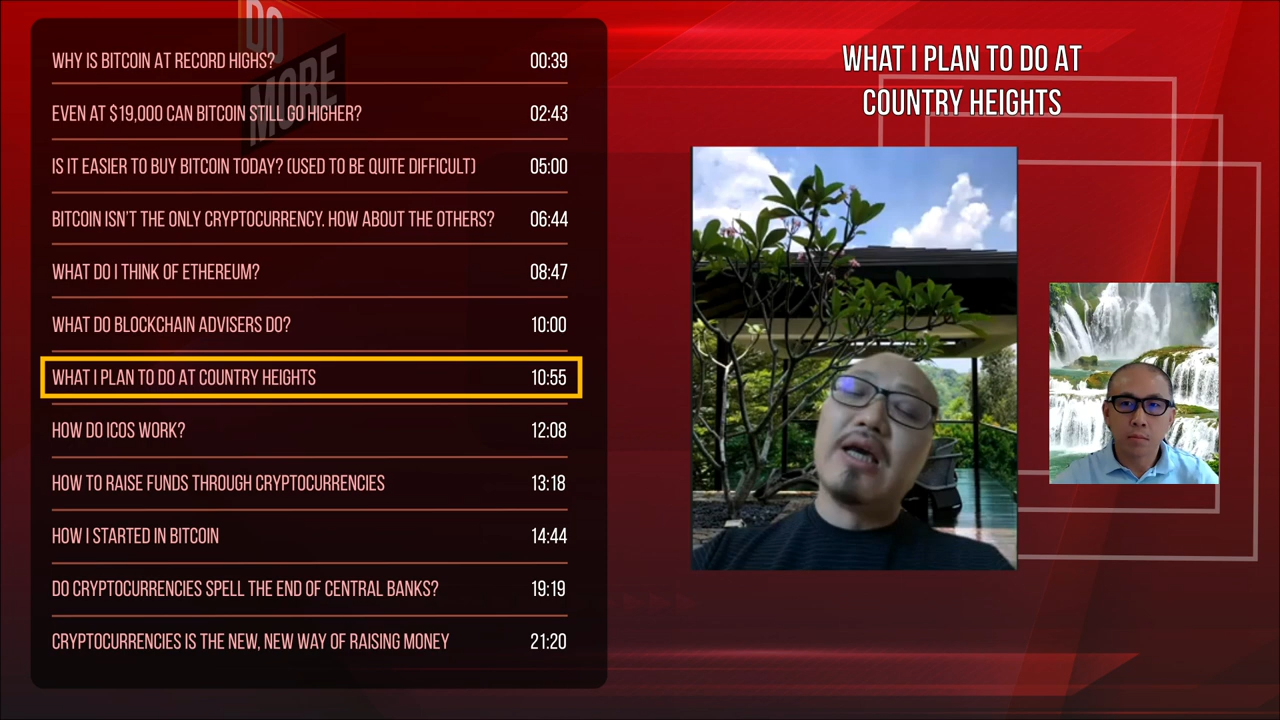 DO
MORE
WHY IS BITCOIN AT RECORD HIGHS? 00:39
EVEN AT $19,000 CAN BITCOIN STILL GO HIGHER? 02:43
IS IT EASIER TO BUY BITCOIN TODAY? (USED TO BE QUITE DIFFICULT) 05:00
BITCOIN ISN'T THE ONLY CRYPTOCURRENCY. HOW ABOUT THE OTHERS? 06:44
WHAT DO I THINK OF ETHEREUM? 08:47
WHAT DO BLOCKCHAIN ADVISERS DO? 10:00
WHAT I PLAN TO DO AT COUNTRY HEIGHTS 10:55
HOW DO ICOS WORK? 12:08
HOW TO RAISE FUNDS THROUGH CRYPTOCURRENCIES 13:18
HOW I STARTED IN BITCOIN 14:44
DO CRYPTOCURRENCIES SPELL THE END OF CENTRAL BANKS? 19:19
CRYPTOCURRENCIES IS THE NEW, NEW WAY OF RAISING MONEY 21:20
WHAT I PLAN TO DO AT
COUNTRY HEIGHTS